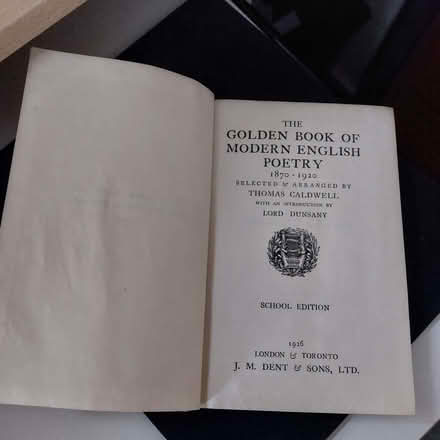 THE
GOLDEN BOOK OF
MODERN ENGLISH
POETRY
1870-1920
SELECTED & ARRANGED BY
THOMAS CALDWELL
WITH AN INTRODUCTION BY
LORD DUNSANY
SCHOOL EDITION
1926
LONDON & TORONTO
J. M. DENT & SONS, LTD.